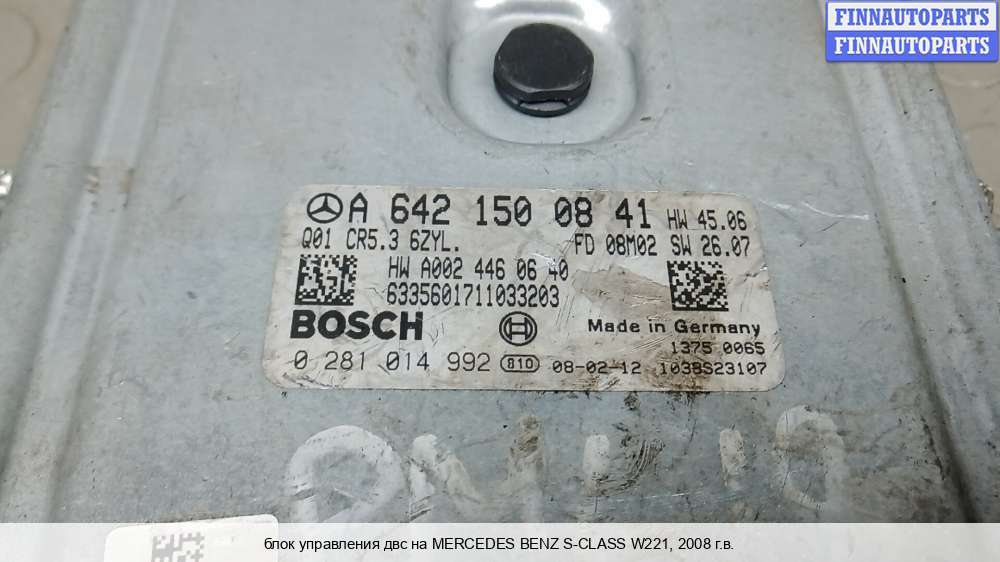 FINNAUTOPARTS
FINNAUTOPARTS
A 642 150 08 41 HW 45.06
Q01 CR5.3 6ZYL. FD 08M02 SW 26.07
HW A002 446 06 40
6335601711033203
BOSCH Made in Germany
1375 0065
0 281 014 992 810 08-02-12 1038S23107
блок управления двс на MERCEDES BENZ S-CLASS W221, 2008 г.в.